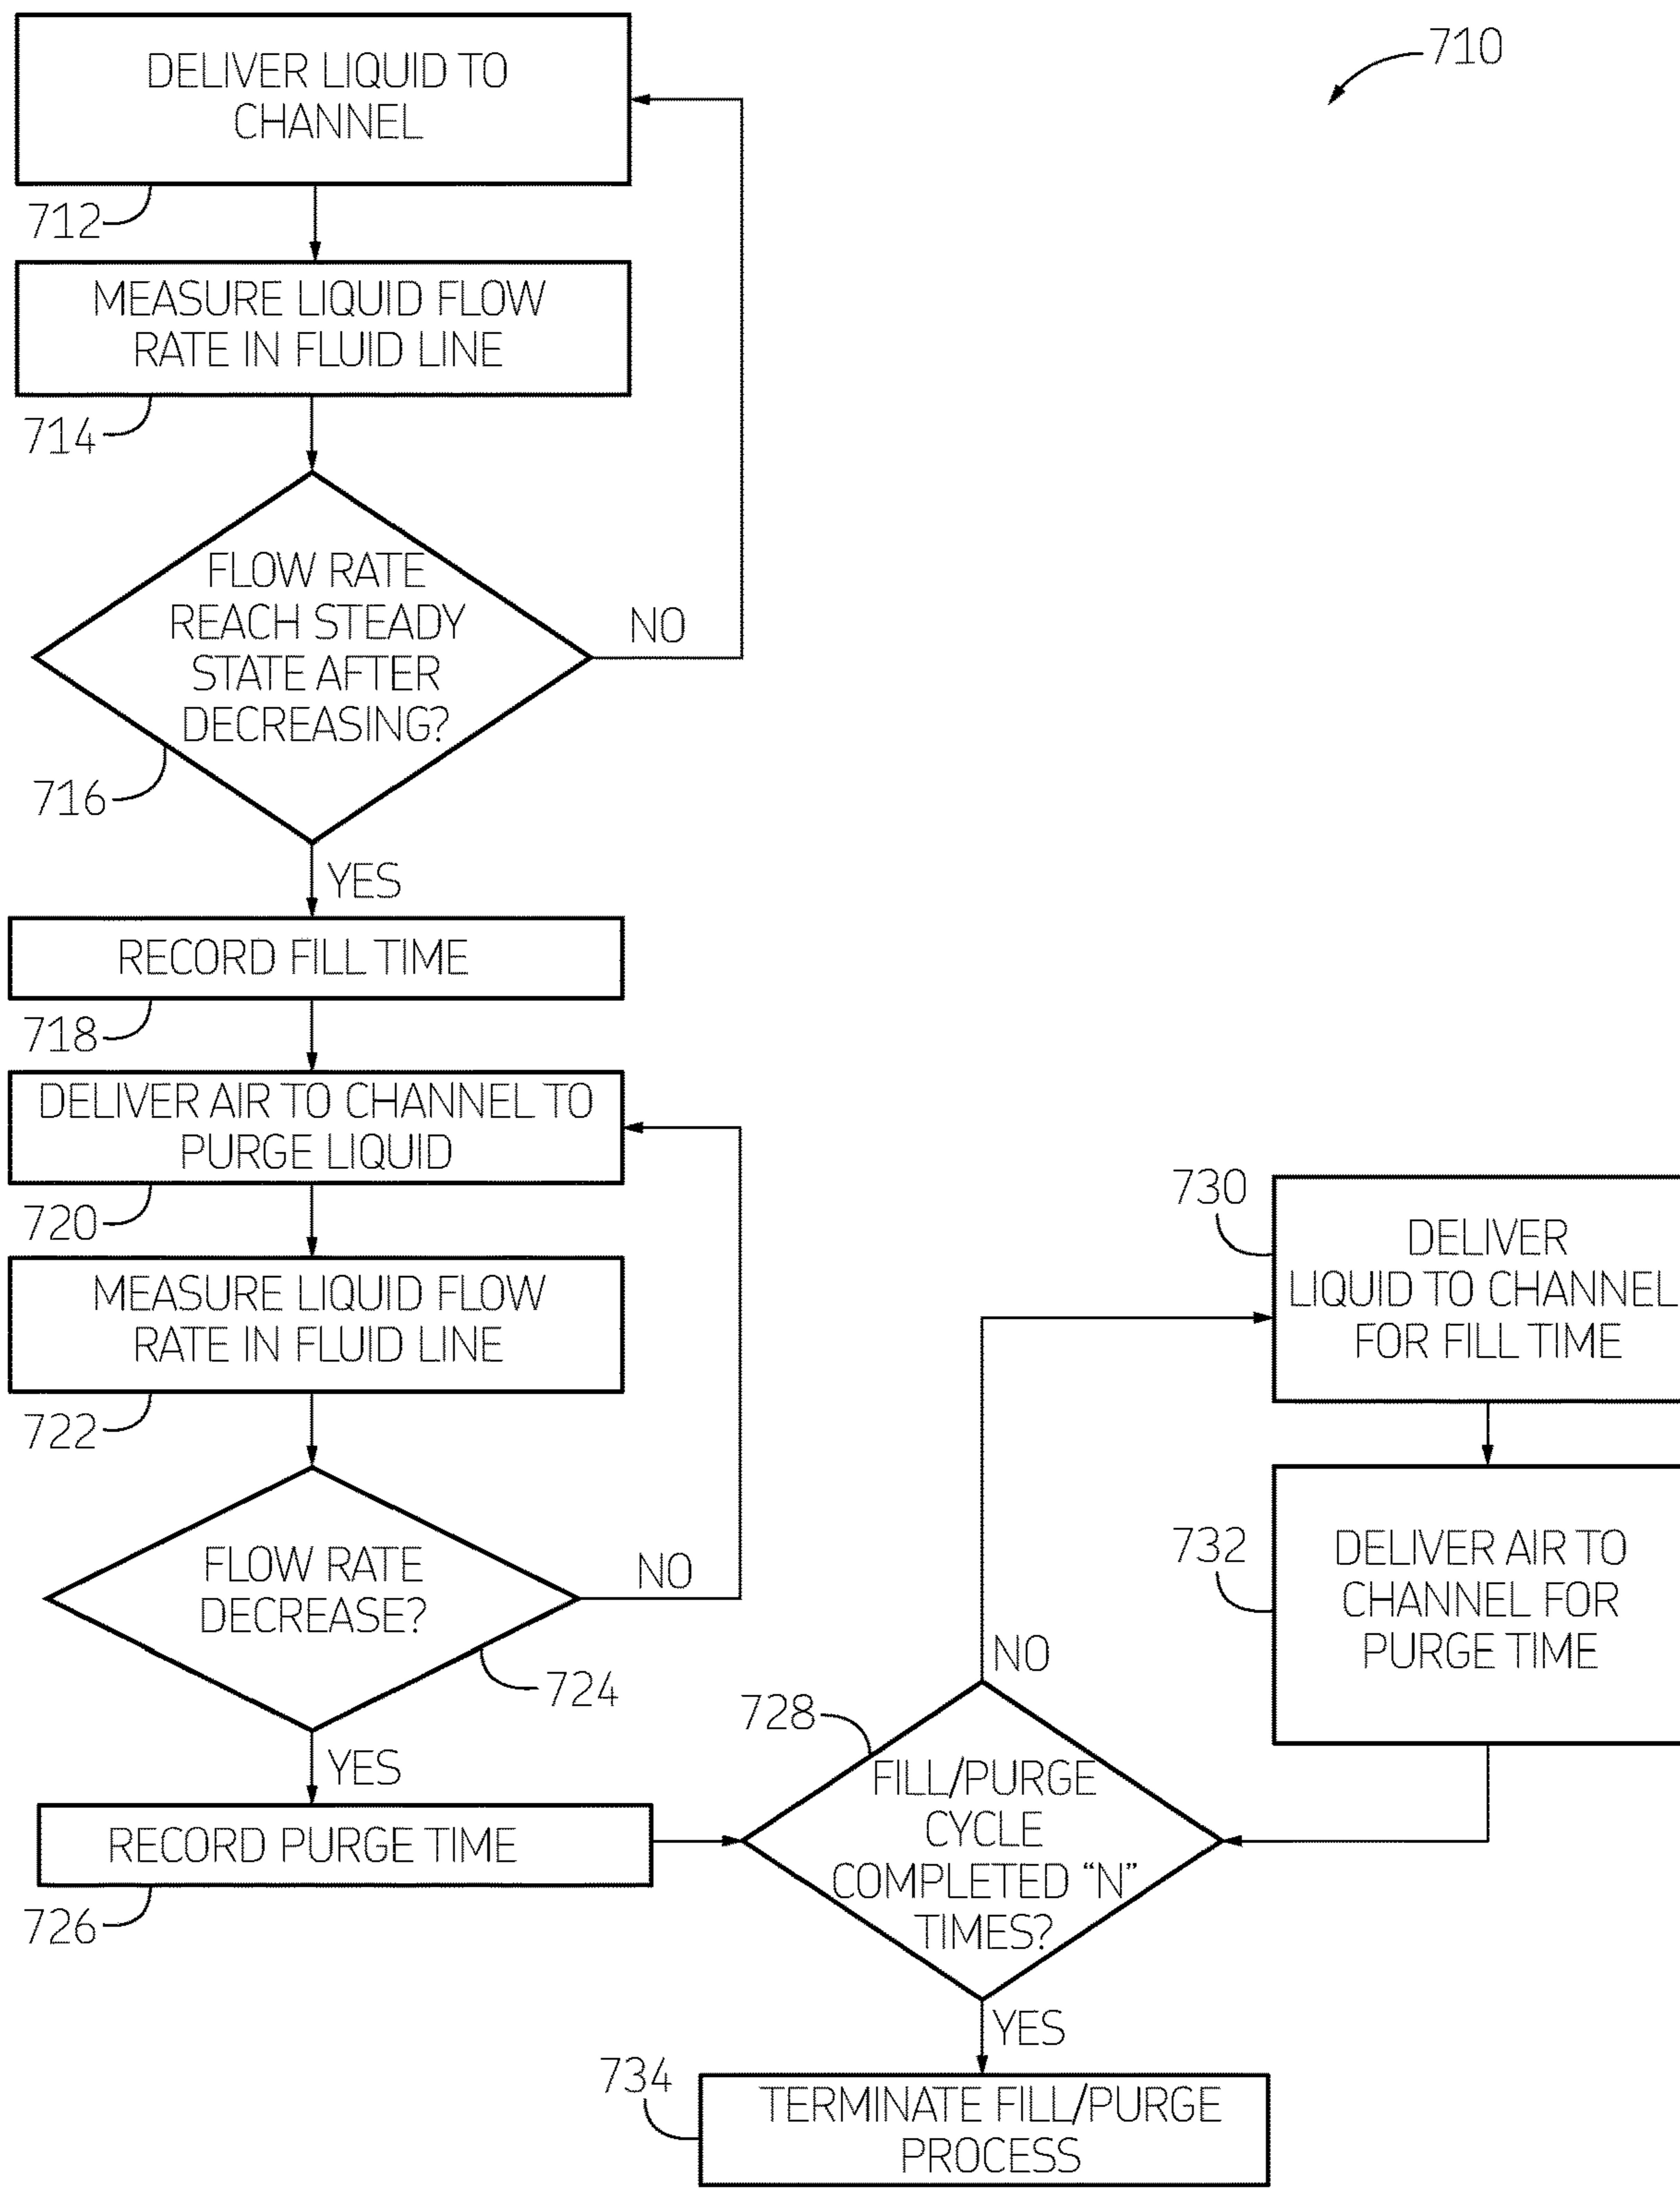 710
DELIVER LIQUID TO
CHANNEL
712
MEASURE LIQUID FLOW
RATE IN FLUID LINE
714
FLOW RATE
REACH STEADY
STATE AFTER
DECREASING?
NO
716
YES
RECORD FILL TIME
718
DELIVER AIR TO CHANNEL TO
PURGE LIQUID
720
MEASURE LIQUID FLOW
RATE IN FLUID LINE
722
FLOW RATE
DECREASE?
NO
724
YES
RECORD PURGE TIME
726
728
FILL/PURGE
CYCLE
COMPLETED “N”
TIMES?
NO
730
DELIVER
LIQUID TO CHANNEL
FOR FILL TIME
732
DELIVER AIR TO
CHANNEL FOR
PURGE TIME
YES
734
TERMINATE FILL/PURGE
PROCESS